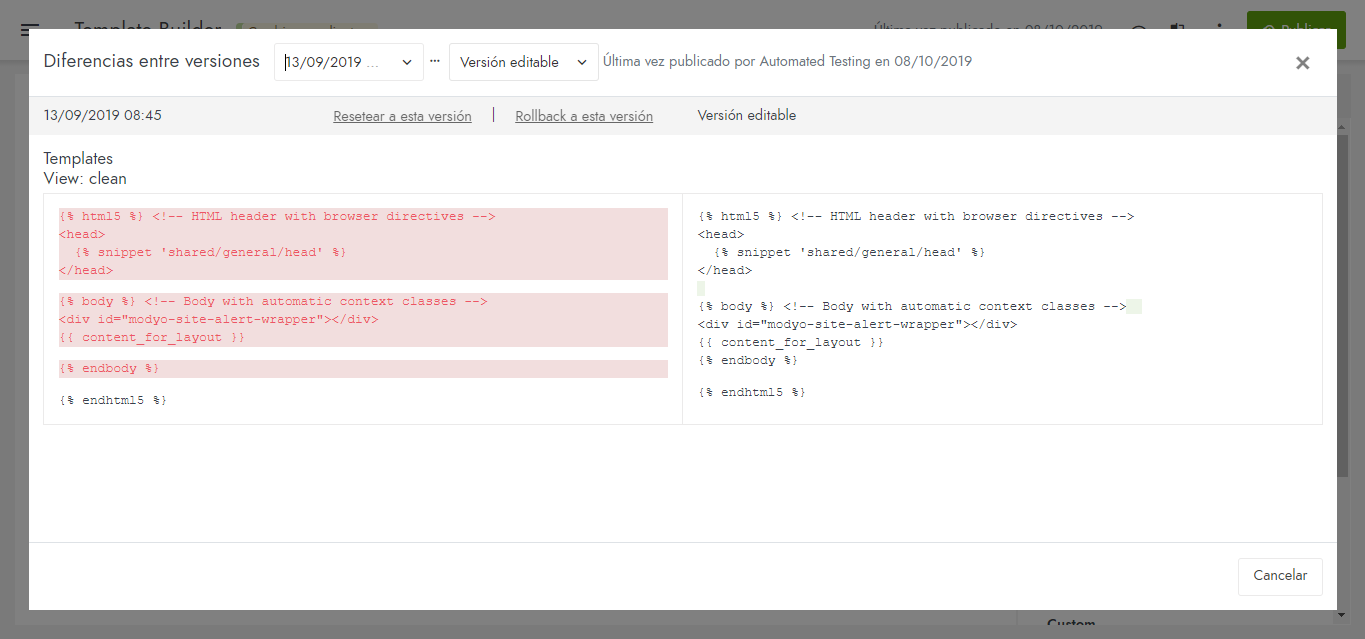 Template Builder
Última vez publicado en 08/10/2019
Diferencias entre versiones
13/09/2019 ...
...
Versión editable
Última vez publicado por Automated Testing en 08/10/2019
13/09/2019 08:45
Resetear a esta versión
Rollback a esta versión
Versión editable
Templates
View: clean
{% html5 %} <!-- HTML header with browser directives -->
<head>
{% snippet 'shared/general/head' %}
</head>
{% body %} <!-- Body with automatic context classes -->
<div id="modyo-site-alert-wrapper"></div>
{{ content_for_layout }}
{% endbody %}
{% endhtml5 %}
{% html5 %} <!-- HTML header with browser directives -->
<head>
{% snippet 'shared/general/head' %}
</head>
{% body %} <!-- Body with automatic context classes -->
<div id="modyo-site-alert-wrapper"></div>
{{ content_for_layout }}
{% endbody %}
{% endhtml5 %}
Cancelar
Custom